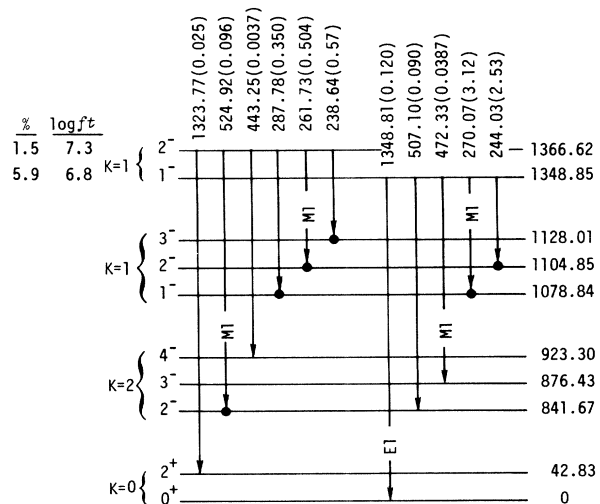 1323.77(0.025)
524.92(0.096)
443.25(0.0037)
287.78(0.350)
261.73(0.504)
238.64(0.57)
1348.81(0.120)
507.10(0.090)
472.33(0.0387)
270.07(3.12)
244.03(2.53)
% logft
1.5 7.3 2- 1366.62
5.9 6.8 K=1 1- 1348.85
M1 M1
3- 1128.01
K=1 2- 1104.85
1- 1078.84
M1 M1
4- 923.30
K=2 3- 876.43
2- 841.67
E1
2+ 42.83
K=0 0+ 0